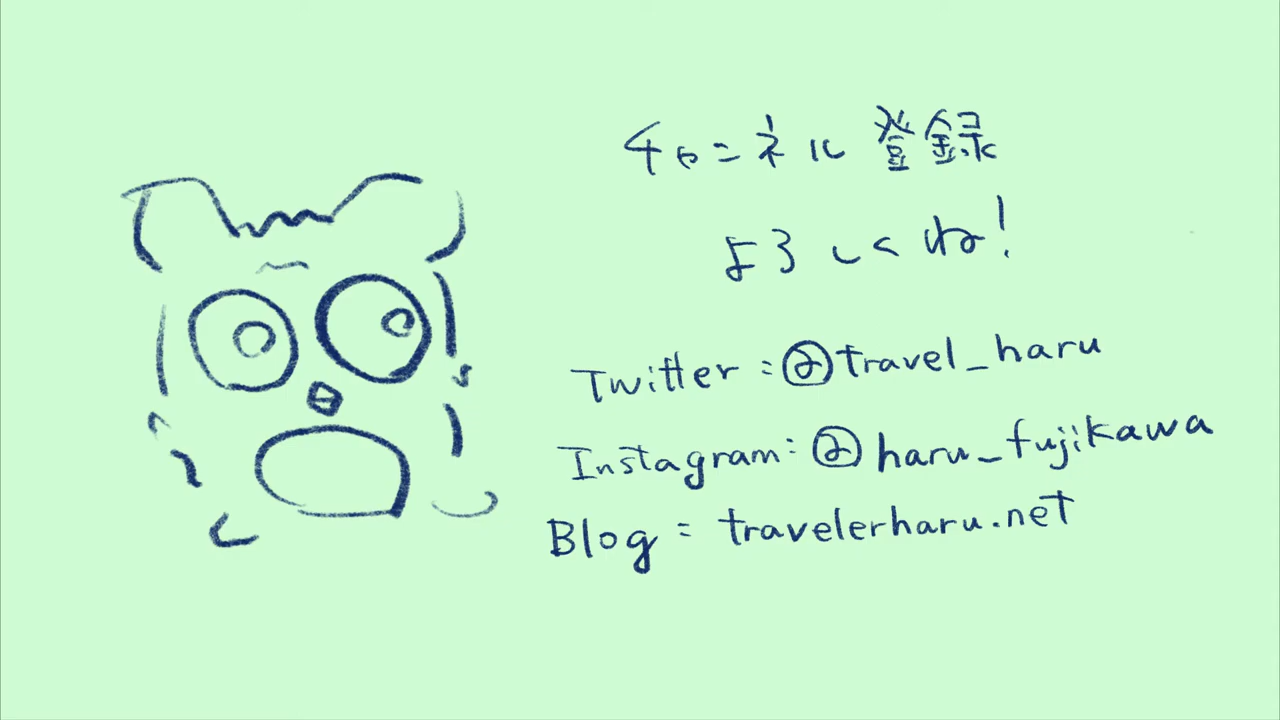 チャンネル登録
よろしくね!
Twitter:@travel_haru
Instagram:@haru_fujikawa
Blog:travelerharu.net